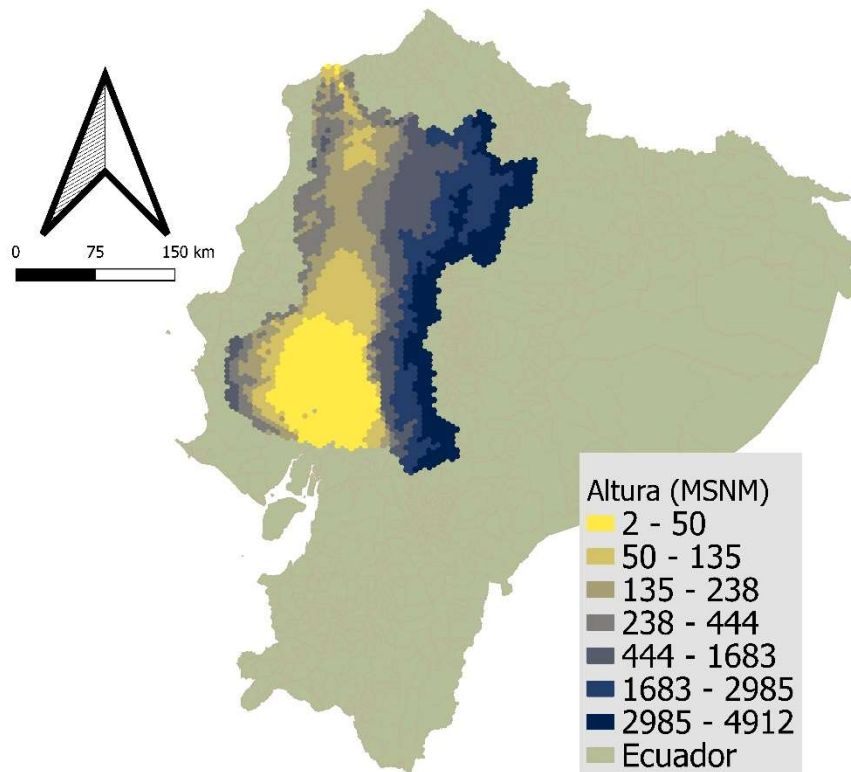 0 75 150 km
Altura (MSNM)
2 - 50
50 - 135
135 - 238
238 - 444
444 - 1683
1683 - 2985
2985 - 4912
Ecuador